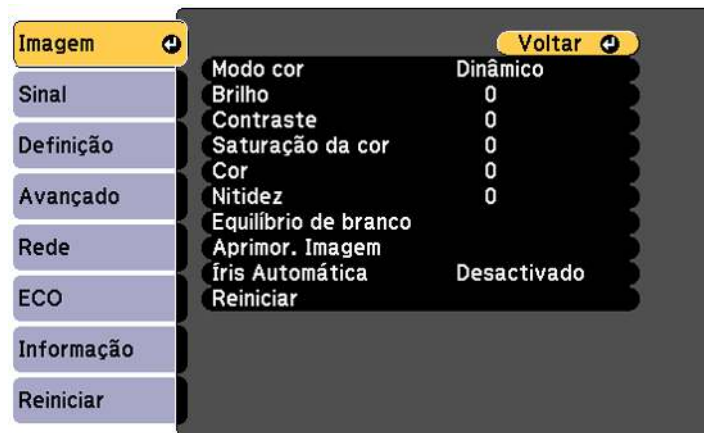 Imagem
Sinal
Definição
Avançado
Rede
ECO
Informação
Reiniciar
Voltar
Modo cor Dinâmico
Brilho 0
Contraste 0
Saturação da cor 0
Cor 0
Nitidez 0
Equilíbrio de branco
Aprimor. Imagem
Íris Automática Desactivado
Reiniciar